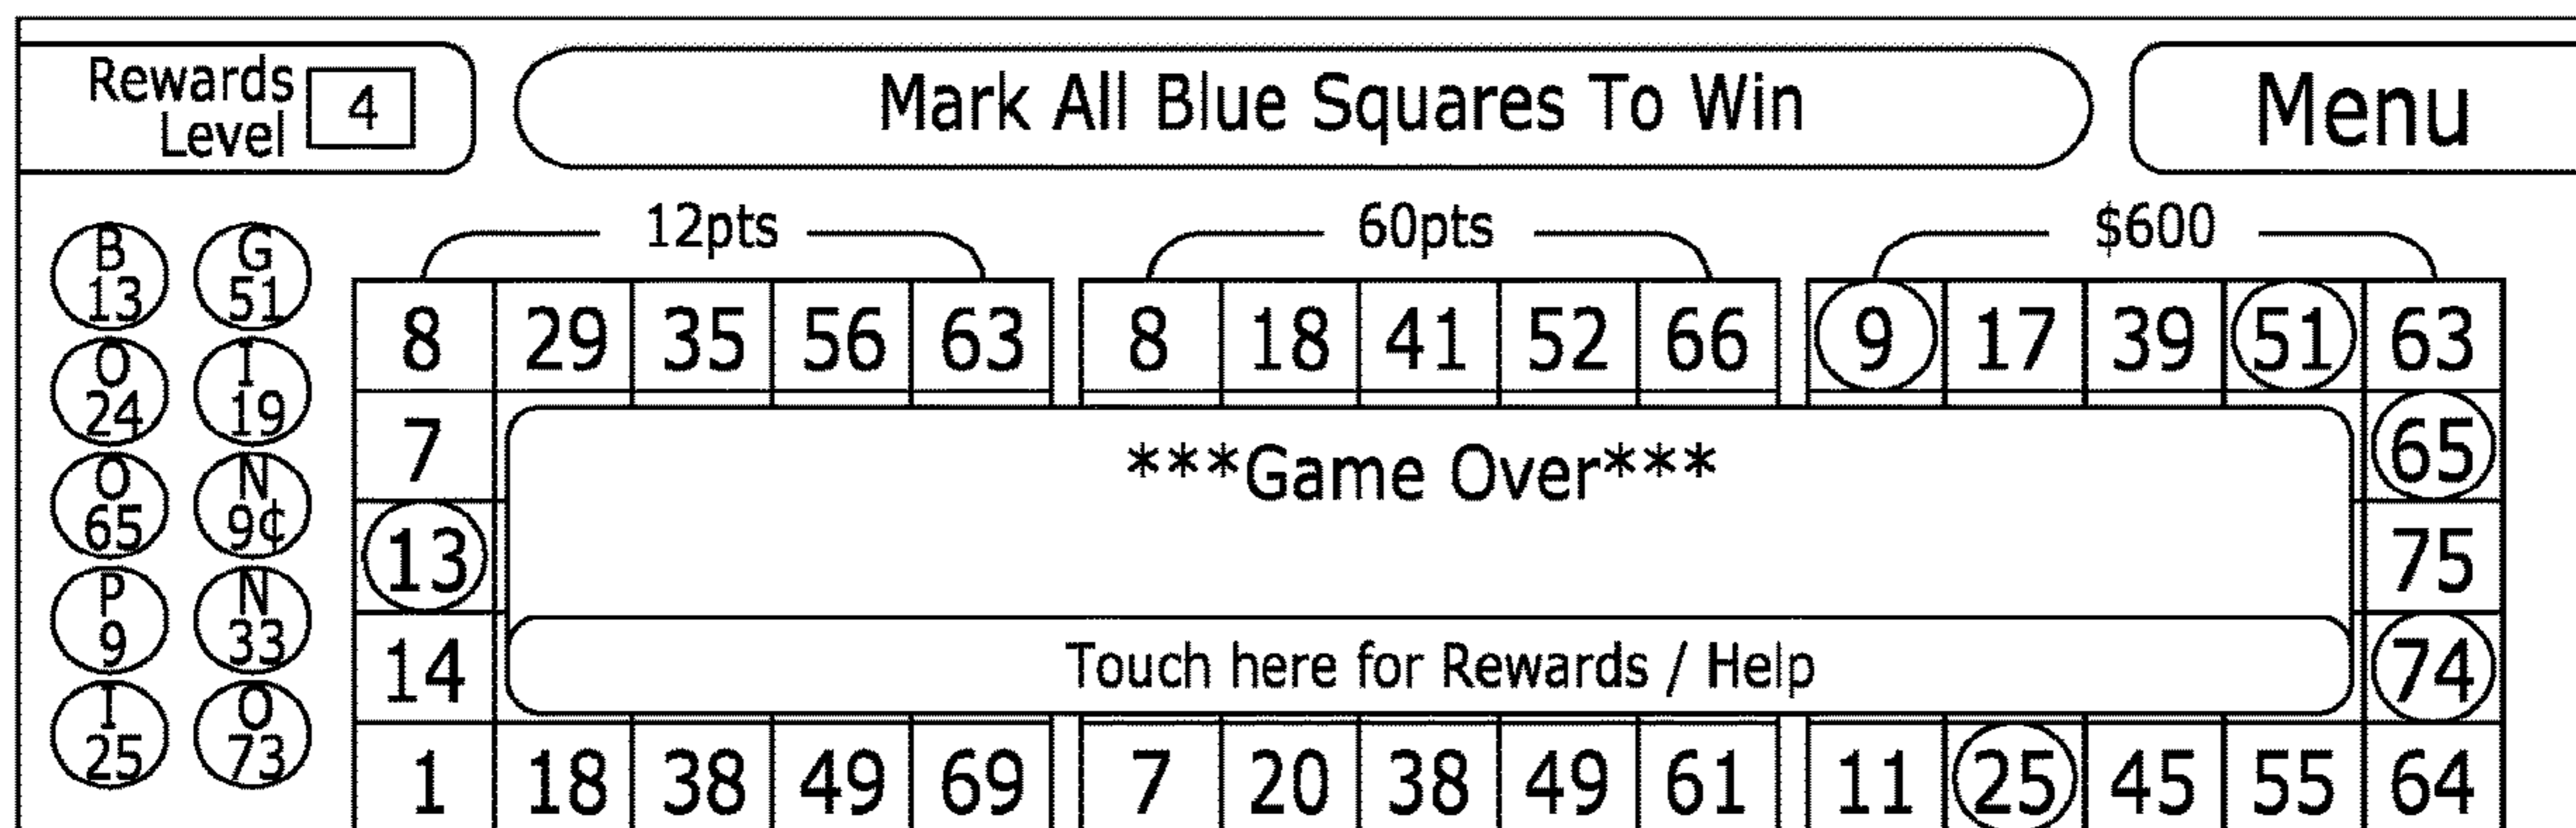 Rewards
Level 4
Mark All Blue Squares To Win
Menu
12pts 60pts $600
B 13
G 51
O 24
I 19
O 65
N 9¢
P 9
N 33
I 25
O 73
8 29 35 56 63 8 18 41 52 66 9 17 39 51 63
7 65
13 75
14 74
***Game Over***
Touch here for Rewards / Help
1 18 38 49 69 7 20 38 49 61 11 25 45 55 64